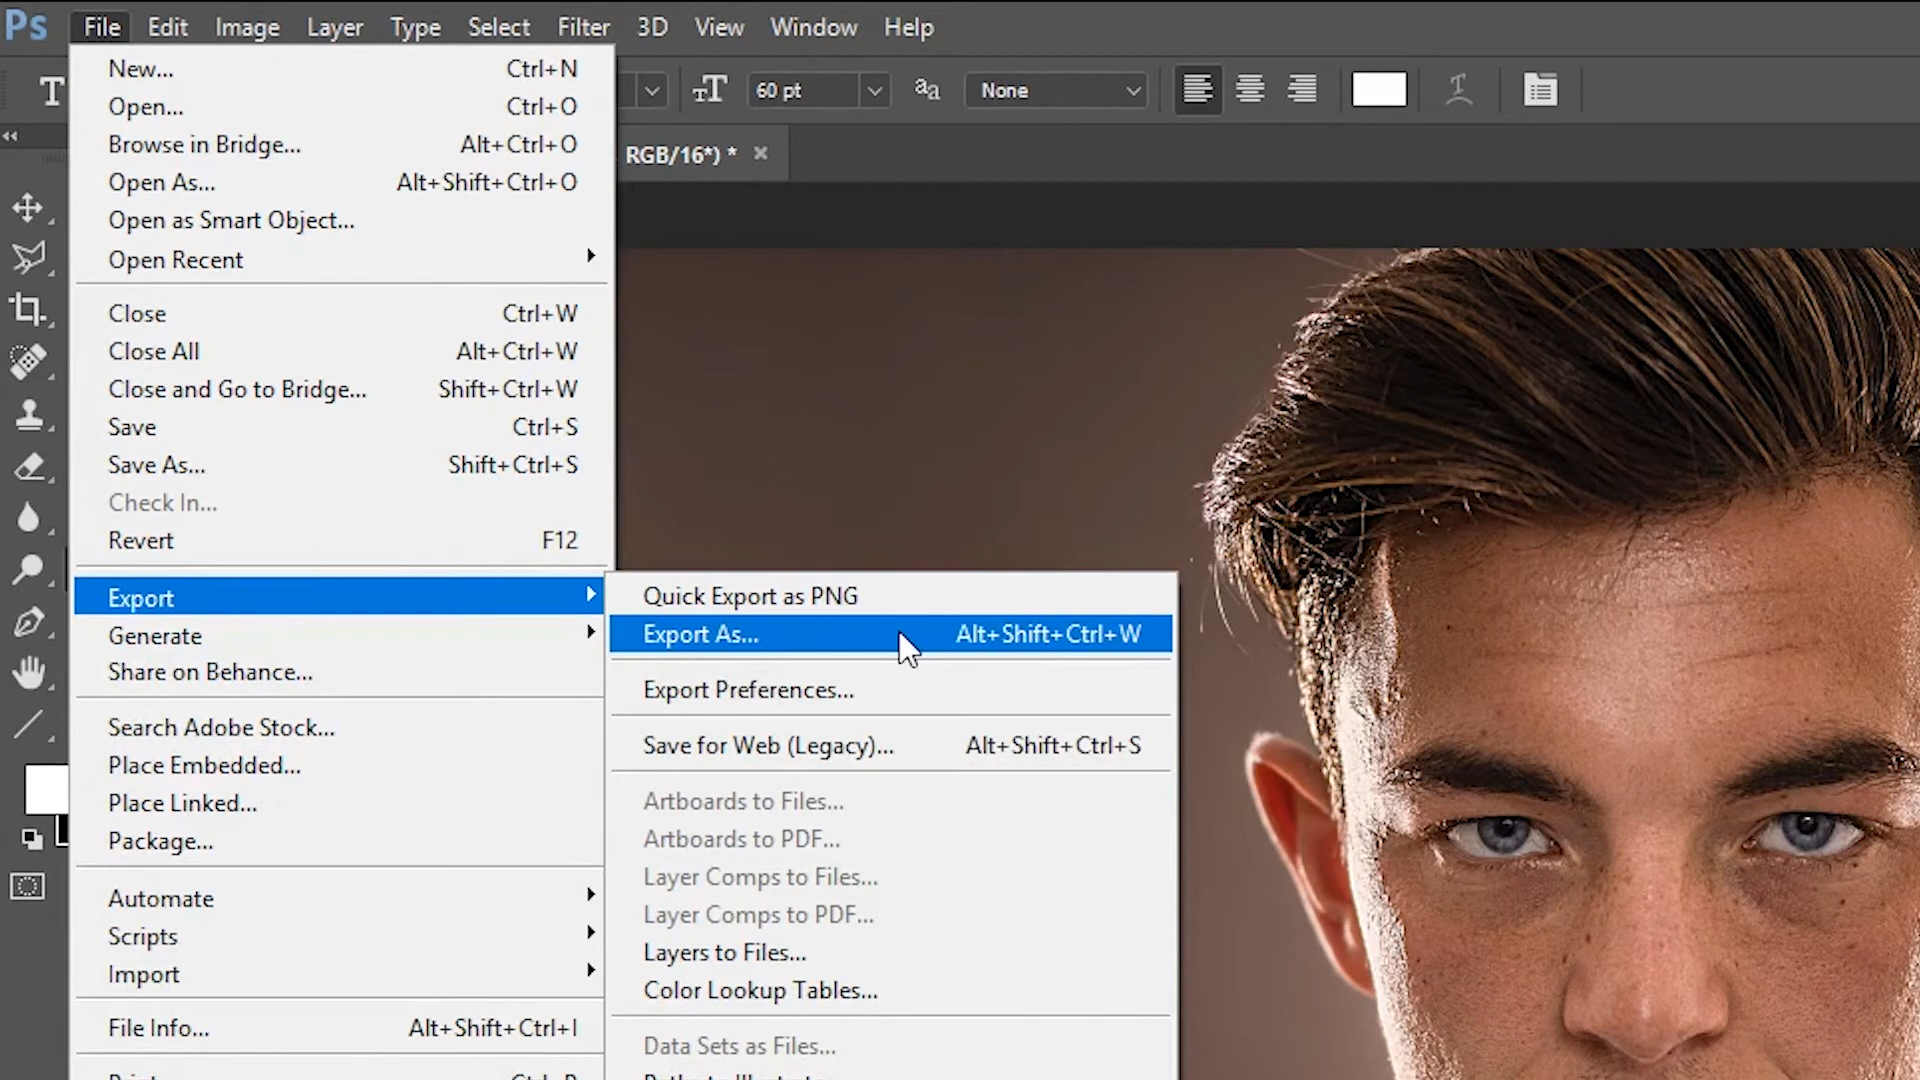 Ps File Edit Image Layer Type Select Filter 3D View Window Help
T 60 pt aa None
RGB/16*) *
New... Ctrl+N
Open... Ctrl+O
Browse in Bridge... Alt+Ctrl+O
Open As... Alt+Shift+Ctrl+O
Open as Smart Object...
Open Recent
Close Ctrl+W
Close All Alt+Ctrl+W
Close and Go to Bridge... Shift+Ctrl+W
Save Ctrl+S
Save As... Shift+Ctrl+S
Check In...
Revert F12
Export
Generate
Share on Behance...
Search Adobe Stock...
Place Embedded...
Place Linked...
Package...
Automate
Scripts
Import
File Info... Alt+Shift+Ctrl+I
Quick Export as PNG
Export As... Alt+Shift+Ctrl+W
Export Preferences...
Save for Web (Legacy)... Alt+Shift+Ctrl+S
Artboards to Files...
Artboards to PDF...
Layer Comps to Files...
Layer Comps to PDF...
Layers to Files...
Color Lookup Tables...
Data Sets as Files...